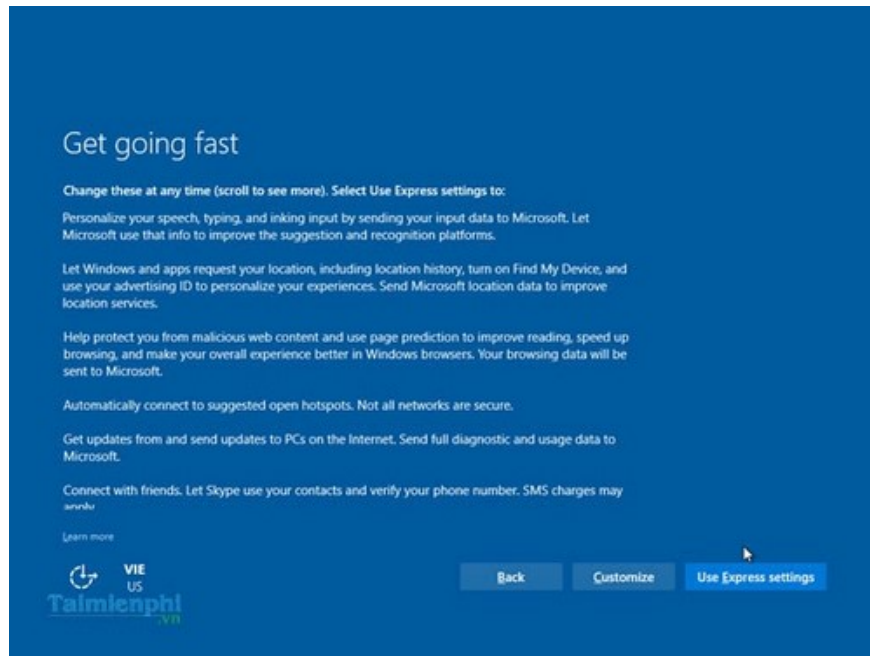 Get going fast
Change these at any time (scroll to see more). Select Use Express settings to:
Personalize your speech, typing, and inking input by sending your input data to Microsoft. Let
Microsoft use that info to improve the suggestion and recognition platforms.
Let Windows and apps request your location, including location history, turn on Find My Device, and
use your advertising ID to personalize your experiences. Send Microsoft location data to improve
location services.
Help protect you from malicious web content and use page prediction to improve reading, speed up
browsing, and make your overall experience better in Windows browsers. Your browsing data will be
sent to Microsoft.
Automatically connect to suggested open hotspots. Not all networks are secure.
Get updates from and send updates to PCs on the Internet. Send full diagnostic and usage data to
Microsoft.
Connect with friends. Let Skype use your contacts and verify your phone number. SMS charges may
apply
Learn more
VIE
US
Back
Customize
Use Express settings
Taimienphi
.vn